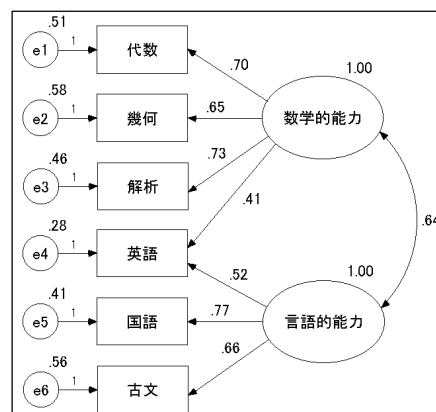 .51
e1
1
代数
.70
1.00
.58
e2
1
幾何
.65
数学的能力
.46
e3
1
解析
.73
.41
.28
e4
1
英語
.64
.52
1.00
.41
e5
1
国語
.77
言語的能力
.66
.56
e6
1
古文